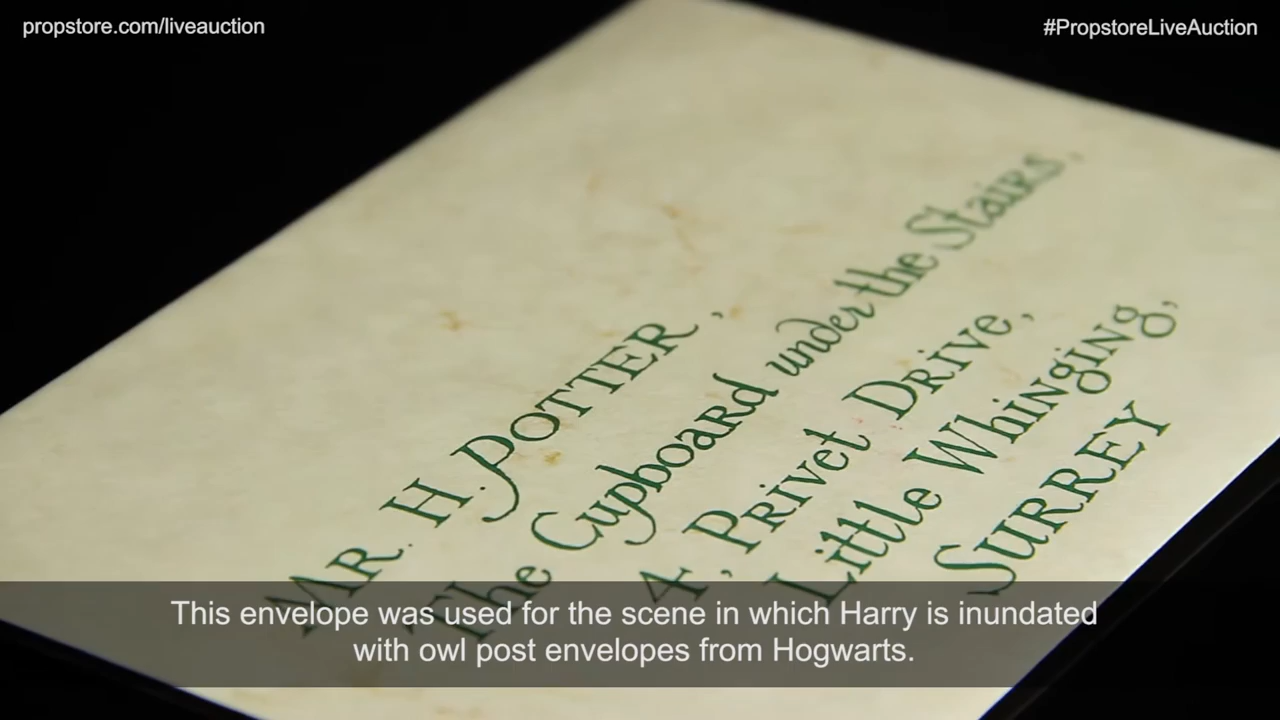 propstore.com/liveauction
#PropstoreLiveAuction
MR. H. POTTER,
The Cupboard under the Stairs,
4, Privet Drive,
Little Whinging,
SURREY
This envelope was used for the scene in which Harry is inundated
with owl post envelopes from Hogwarts.